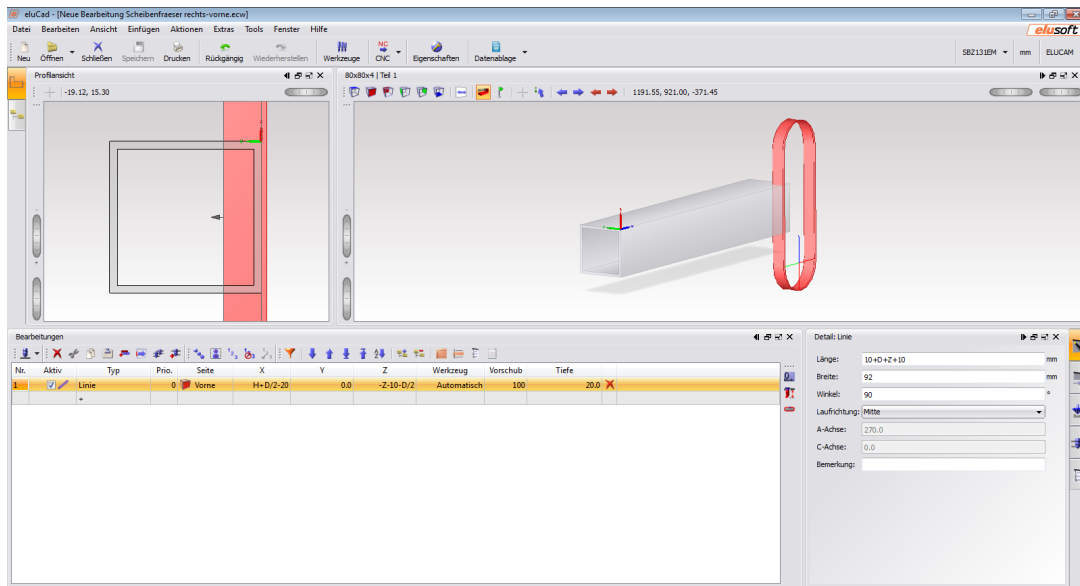 eluCad - [Neue Bearbeitung Scheibenfraeser rechts-vorne.ecw]
Datei Bearbeiten Ansicht Einfügen Aktionen Extras Tools Fenster Hilfe
elusoft
Neu Öffnen Schließen Speichern Drucken Rückgängig Wiederherstellen Werkzeuge CNC Eigenschaften Datenablage SBZ131EM mm ELUCAM
Profilansicht
80x80x4 | Teil 1
-19.12, 15.30
1191.55, 921.00, -371.45
Bearbeitungen
Nr. Aktiv Typ Prio. Seite X Y Z Werkzeug Vorschub Tiefe
1 Linie 0 Vorne H+D/2-20 0.0 -Z-10-D/2 Automatisch 100 20.0
+
Detail: Linie
Länge: 10+D+Z+10 mm
Breite: 92 mm
Winkel: 90 °
Laufrichtung: Mitte
A-Achse: 270.0
C-Achse: 0.0
Bemerkung: